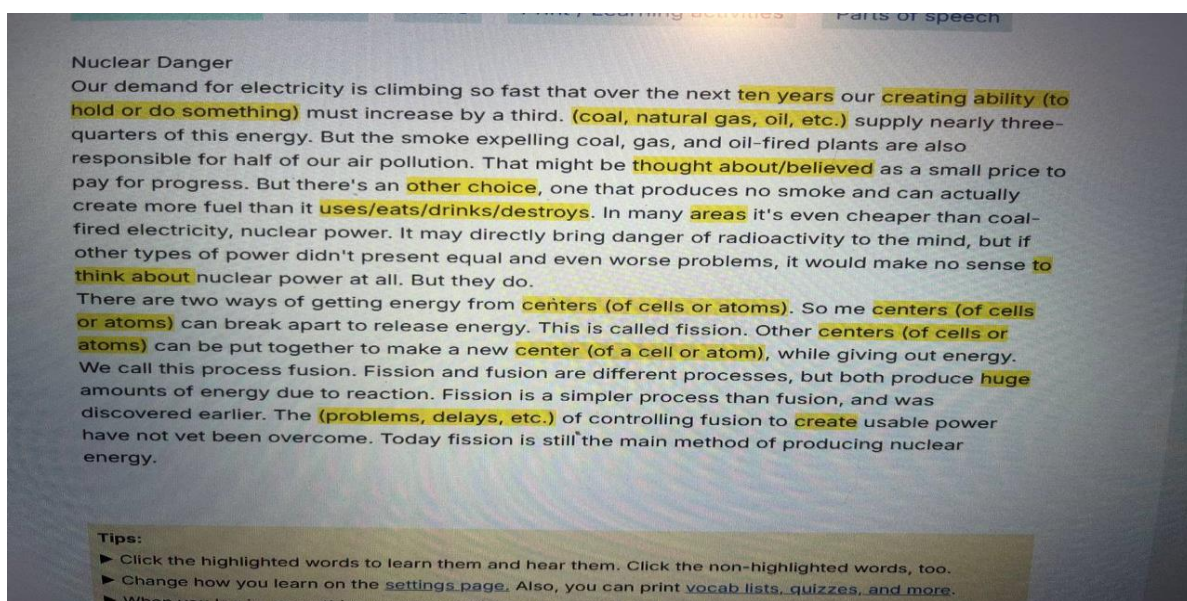 Print / Learning activities Parts of speech
Nuclear Danger
Our demand for electricity is climbing so fast that over the next ten years our creating ability (to
hold or do something) must increase by a third. (coal, natural gas, oil, etc.) supply nearly three-
quarters of this energy. But the smoke expelling coal, gas, and oil-fired plants are also
responsible for half of our air pollution. That might be thought about/believed as a small price to
pay for progress. But there's an other choice, one that produces no smoke and can actually
create more fuel than it uses/eats/drinks/destroys. In many areas it's even cheaper than coal-
fired electricity, nuclear power. It may directly bring danger of radioactivity to the mind, but if
other types of power didn't present equal and even worse problems, it would make no sense to
think about nuclear power at all. But they do.
There are two ways of getting energy from centers (of cells or atoms). So me centers (of cells
or atoms) can break apart to release energy. This is called fission. Other centers (of cells or
atoms) can be put together to make a new center (of a cell or atom), while giving out energy.
We call this process fusion. Fission and fusion are different processes, but both produce huge
amounts of energy due to reaction. Fission is a simpler process than fusion, and was
discovered earlier. The (problems, delays, etc.) of controlling fusion to create usable power
have not vet been overcome. Today fission is still the main method of producing nuclear
energy.
Tips:
► Click the highlighted words to learn them and hear them. Click the non-highlighted words, too.
► Change how you learn on the settings page. Also, you can print vocab lists, quizzes, and more.